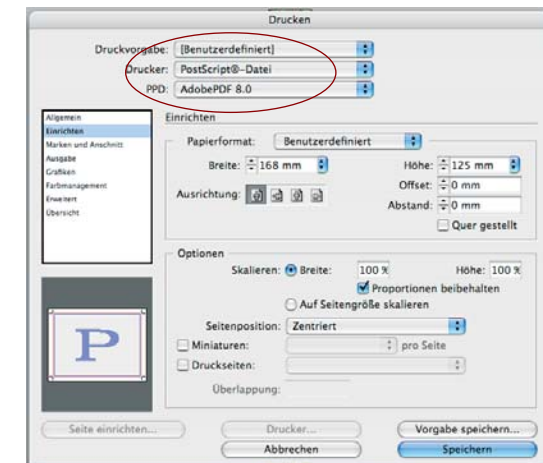 Drucken
Druckvorgabe: [Benutzerdefiniert]
Drucker: PostScript®-Datei
PPD: AdobePDF 8.0
Allgemein
Einrichten
Marken und Anschnitt
Ausgabe
Grafiken
Farbmanagement
Erweitert
Übersicht
Einrichten
Papierformat: Benutzerdefiniert
Breite: 168 mm Höhe: 125 mm
Ausrichtung: Offset: 0 mm
Abstand: 0 mm
Quer gestellt
Optionen
Skalieren: Breite: 100 % Höhe: 100 %
Proportionen beibehalten
Auf Seitengröße skalieren
Seitenposition: Zentriert
Miniaturen: pro Seite
Druckseiten:
Überlappung:
P
Seite einrichten... Drucker... Vorgabe speichern...
Abbrechen Speichern